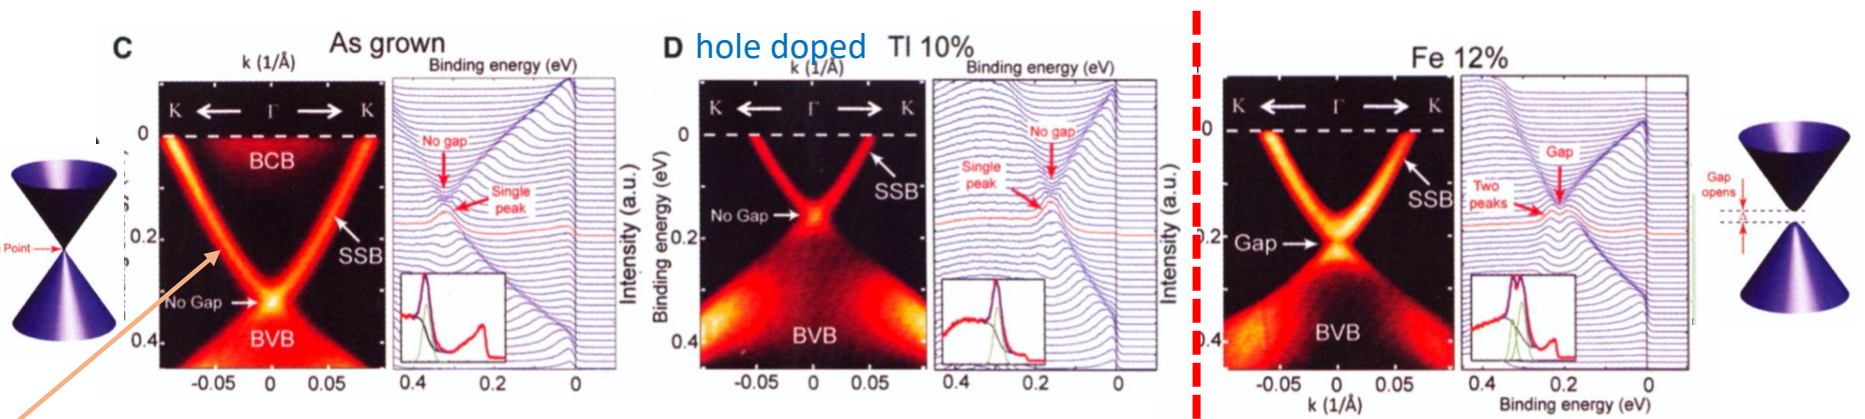 C As grown
k (1/Å)
K Γ K
0
0.2
0.4
BCB
SSB
No Gap
BVB
-0.05 0 0.05
Point
Binding energy (eV)
No gap
Single
peak
0.4 0.2 0
Intensity (a.u.)
D hole doped Tl 10%
k (1/Å)
K Γ K
Binding energy (eV)
0
0.2
0.4
SSB
No Gap
BVB
-0.05 0 0.05
Binding energy (eV)
No gap
Single
peak
0.4 0.2 0
Intensity (a.u.)
Fe 12%
K Γ K
0
0.2
0.4
SSB
Gap
BVB
-0.05 0 0.05
k (1/Å)
Gap
Two
peaks
0.4 0.2 0
Binding energy (eV)
Gap
opens